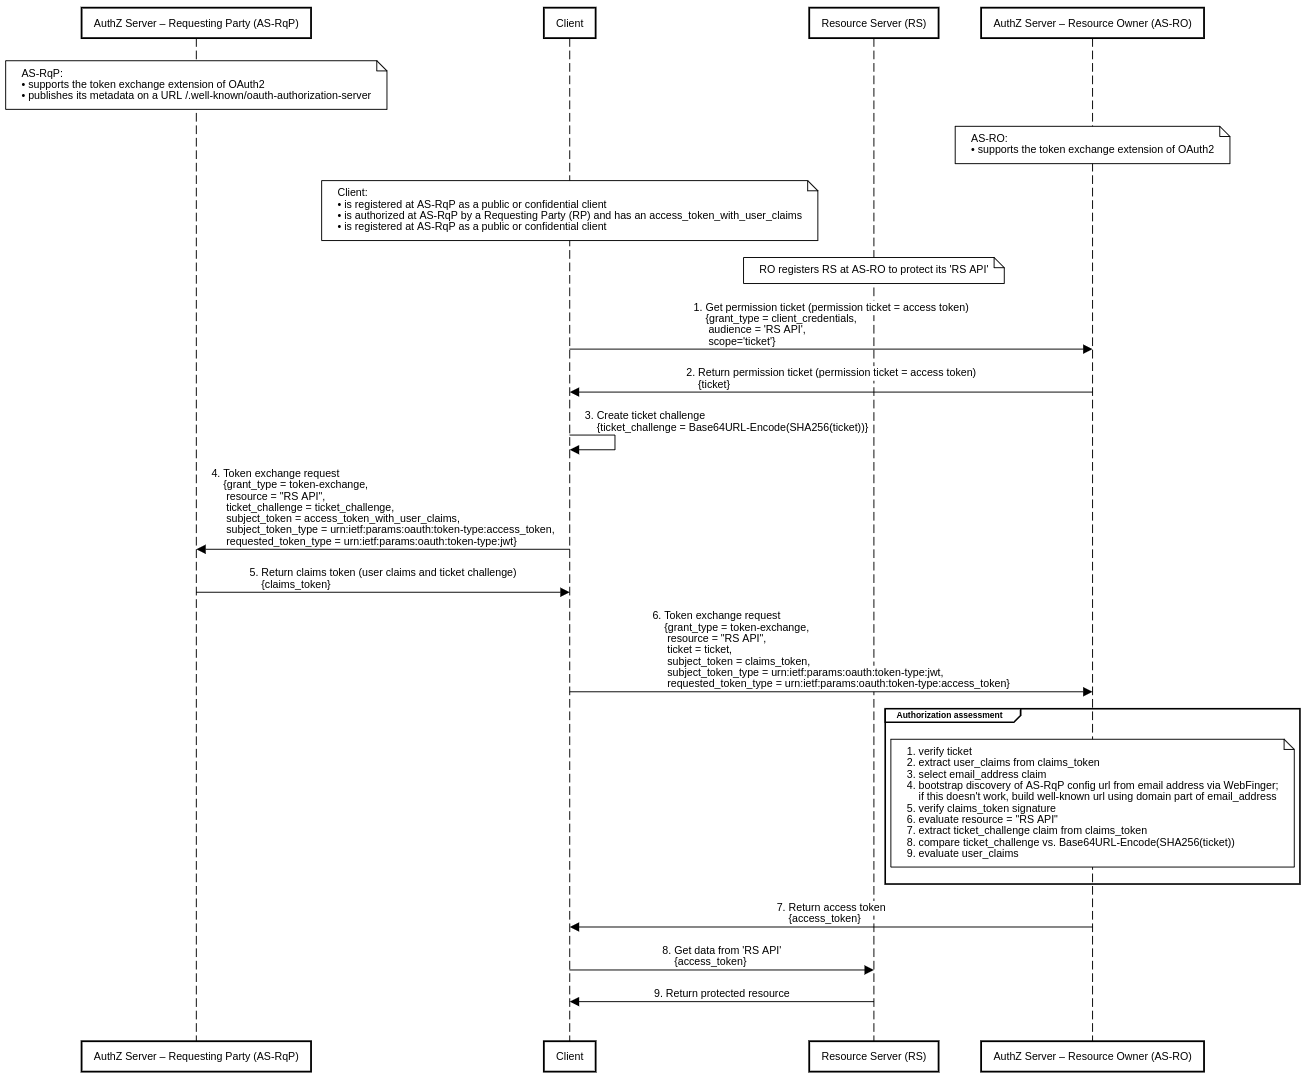 AuthZ Server – Requesting Party (AS-RqP)
Client
Resource Server (RS)
AuthZ Server – Resource Owner (AS-RO)
AS-RqP:
• supports the token exchange extension of OAuth2
• publishes its metadata on a URL /.well-known/oauth-authorization-server
AS-RO:
• supports the token exchange extension of OAuth2
Client:
• is registered at AS-RqP as a public or confidential client
• is authorized at AS-RqP by a Requesting Party (RP) and has an access_token_with_user_claims
• is registered at AS-RqP as a public or confidential client
RO registers RS at AS-RO to protect its 'RS API'
1. Get permission ticket (permission ticket = access token)
{grant_type = client_credentials,
audience = 'RS API',
scope='ticket'}
2. Return permission ticket (permission ticket = access token)
{ticket}
3. Create ticket challenge
{ticket_challenge = Base64URL-Encode(SHA256(ticket))}
4. Token exchange request
{grant_type = token-exchange,
resource = "RS API",
ticket_challenge = ticket_challenge,
subject_token = access_token_with_user_claims,
subject_token_type = urn:ietf:params:oauth:token-type:access_token,
requested_token_type = urn:ietf:params:oauth:token-type:jwt}
5. Return claims token (user claims and ticket challenge)
{claims_token}
6. Token exchange request
{grant_type = token-exchange,
resource = "RS API",
ticket = ticket,
subject_token = claims_token,
subject_token_type = urn:ietf:params:oauth:token-type:jwt,
requested_token_type = urn:ietf:params:oauth:token-type:access_token}
Authorization assessment
1. verify ticket
2. extract user_claims from claims_token
3. select email_address claim
4. bootstrap discovery of AS-RqP config url from email address via WebFinger;
if this doesn't work, build well-known url using domain part of email_address
5. verify claims_token signature
6. evaluate resource = "RS API"
7. extract ticket_challenge claim from claims_token
8. compare ticket_challenge vs. Base64URL-Encode(SHA256(ticket))
9. evaluate user_claims
7. Return access token
{access_token}
8. Get data from 'RS API'
{access_token}
9. Return protected resource
AuthZ Server – Requesting Party (AS-RqP)
Client
Resource Server (RS)
AuthZ Server – Resource Owner (AS-RO)